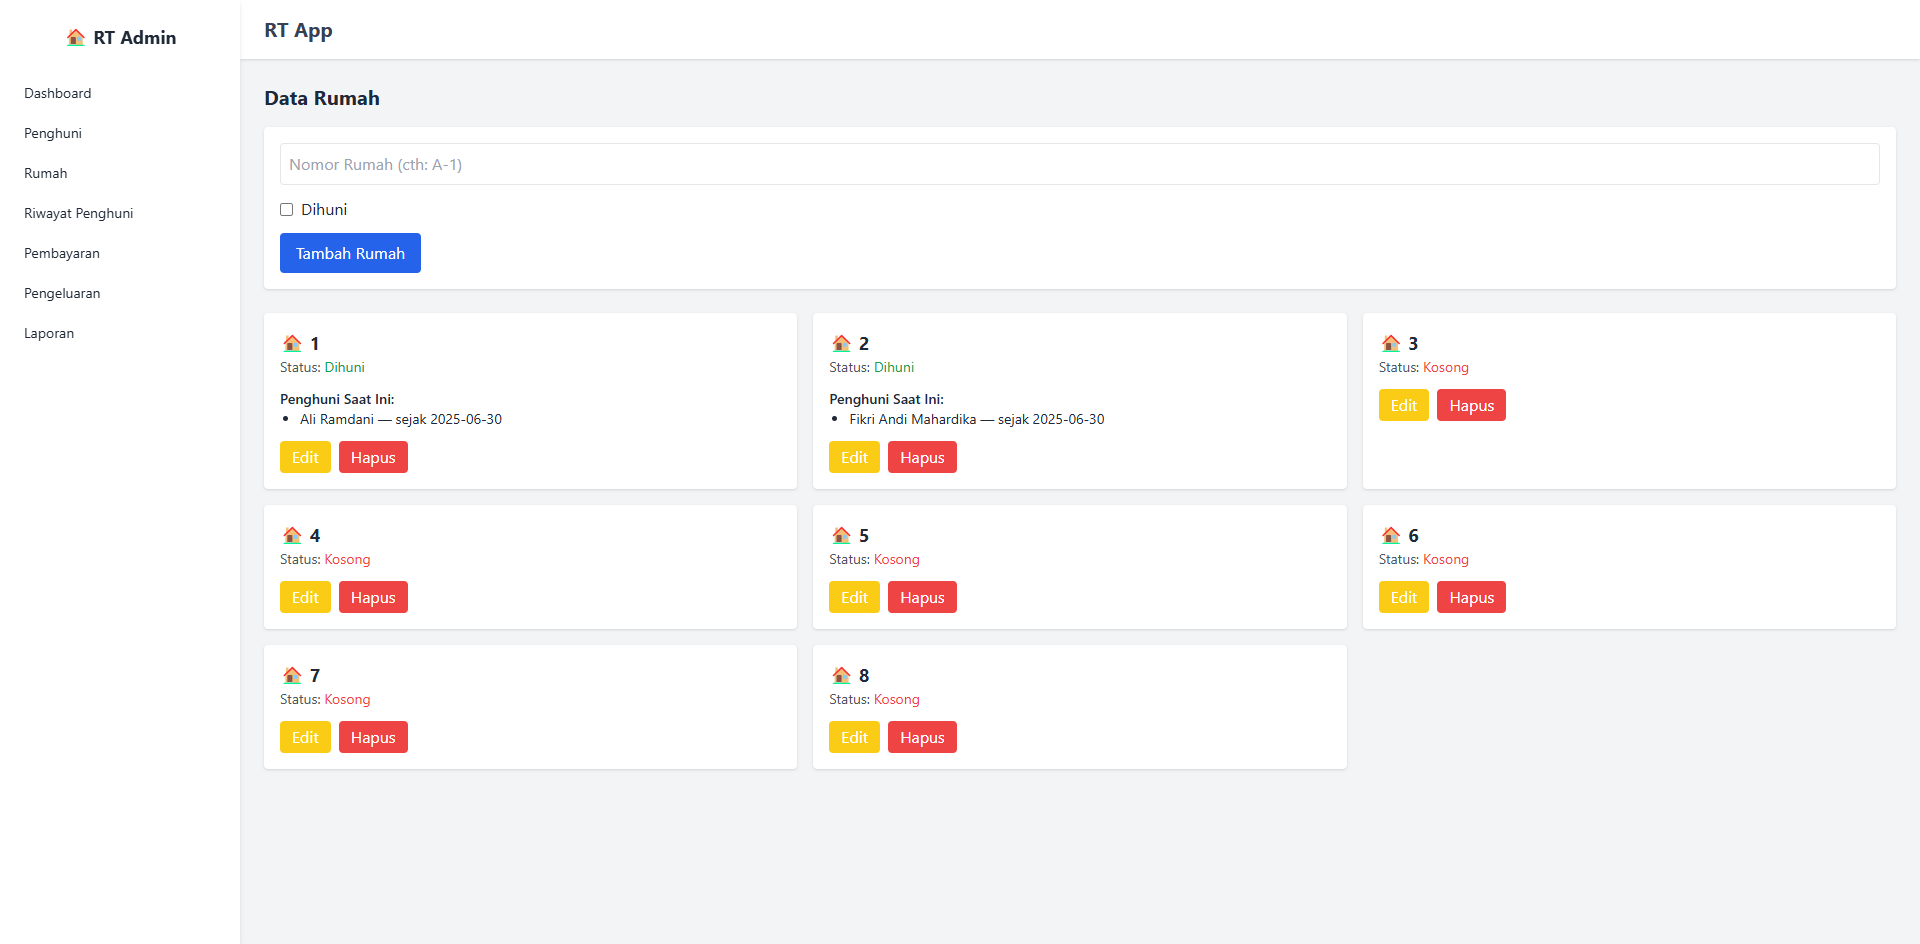 RT Admin
Dashboard
Penghuni
Rumah
Riwayat Penghuni
Pembayaran
Pengeluaran
Laporan
RT App
Data Rumah
Nomor Rumah (cth: A-1)
Dihuni
Tambah Rumah
1
Status: Dihuni
Penghuni Saat Ini:
• Ali Ramdani — sejak 2025-06-30
Edit Hapus
2
Status: Dihuni
Penghuni Saat Ini:
• Fikri Andi Mahardika — sejak 2025-06-30
Edit Hapus
3
Status: Kosong
Edit Hapus
4
Status: Kosong
Edit Hapus
5
Status: Kosong
Edit Hapus
6
Status: Kosong
Edit Hapus
7
Status: Kosong
Edit Hapus
8
Status: Kosong
Edit Hapus